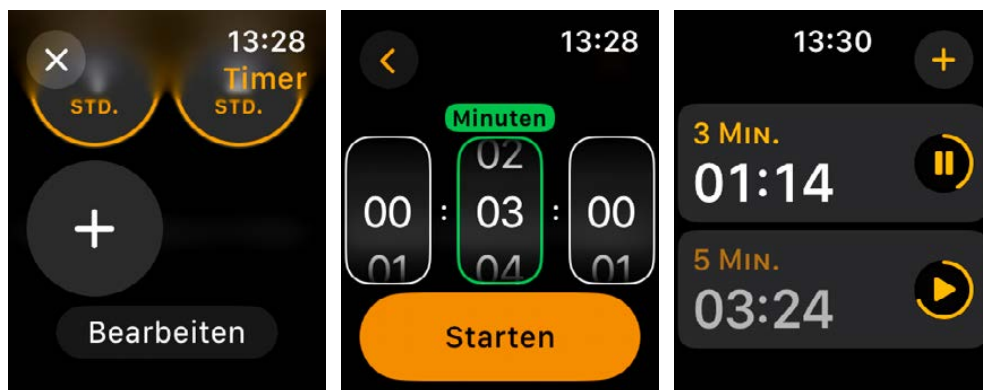 13:28
Timer
STD. STD.
Bearbeiten
13:28
Minuten
02
00 : 03 : 00
01 04 01
Starten
13:30
3 MIN.
01:14
5 MIN.
03:24